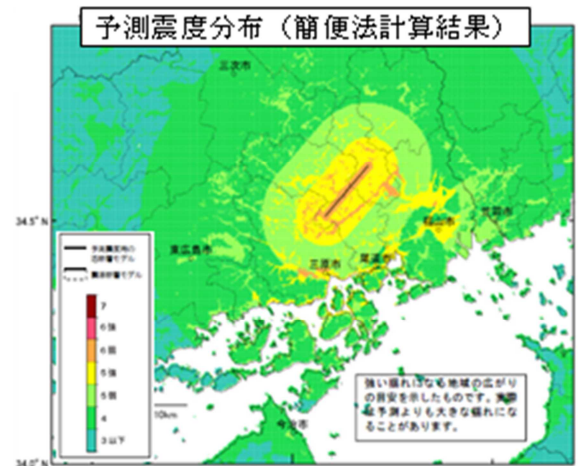 予測震度分布（簡便法計算結果）
三次市
34.5°N
福山市
笠岡市
東広島市
三原市
尾道市
7
6強
6弱
5強
5弱
4
3以下
10km
今治市
強い揺れになる地域の広がり
の目安を示したものです。実際
は予測よりも大きな揺れにな
ることがあります。
34.0°N